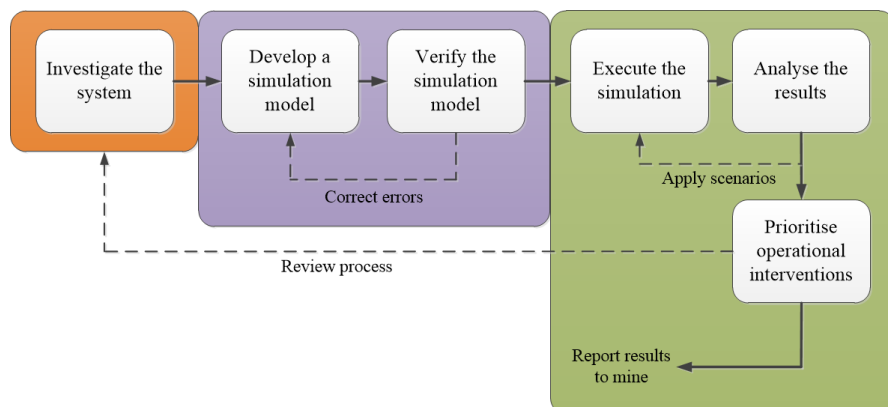 Investigate the
system
Develop a
simulation
model
Verify the
simulation
model
Execute the
simulation
Analyse the
results
Correct errors
Apply scenarios
Prioritise
operational
interventions
Review process
Report results
to mine